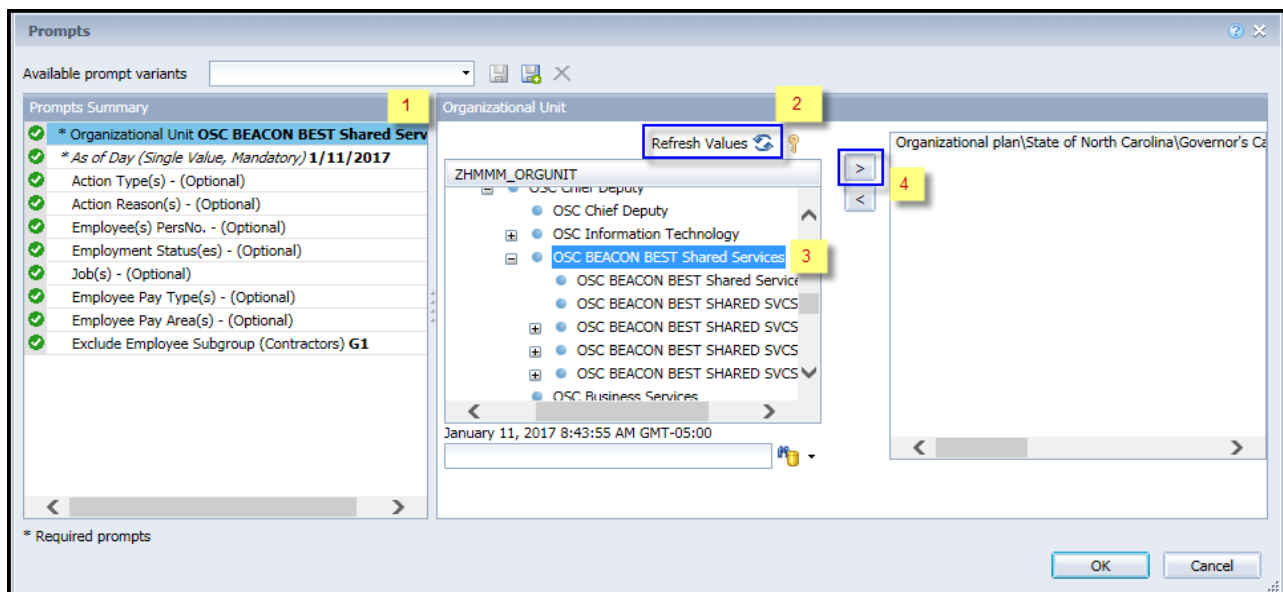 Prompts
Available prompt variants
Prompts Summary 1
* Organizational Unit OSC BEACON BEST Shared Serv
* As of Day (Single Value, Mandatory) 1/11/2017
Action Type(s) - (Optional)
Action Reason(s) - (Optional)
Employee(s) PersNo. - (Optional)
Employment Status(es) - (Optional)
Job(s) - (Optional)
Employee Pay Type(s) - (Optional)
Employee Pay Area(s) - (Optional)
Exclude Employee Subgroup (Contractors) G1
Organizational Unit 2
Refresh Values
ZHMMM_ORGUNIT
OSC Chief Deputy
OSC Chief Deputy
OSC Information Technology
OSC BEACON BEST Shared Services 3
OSC BEACON BEST Shared Service
OSC BEACON BEST SHARED SVCS
OSC BEACON BEST SHARED SVCS
OSC BEACON BEST SHARED SVCS
OSC BEACON BEST SHARED SVCS
OSC Business Services
January 11, 2017 8:43:55 AM GMT-05:00
> 4
<
Organizational plan\State of North Carolina\Governor's Ca
* Required prompts
OK Cancel